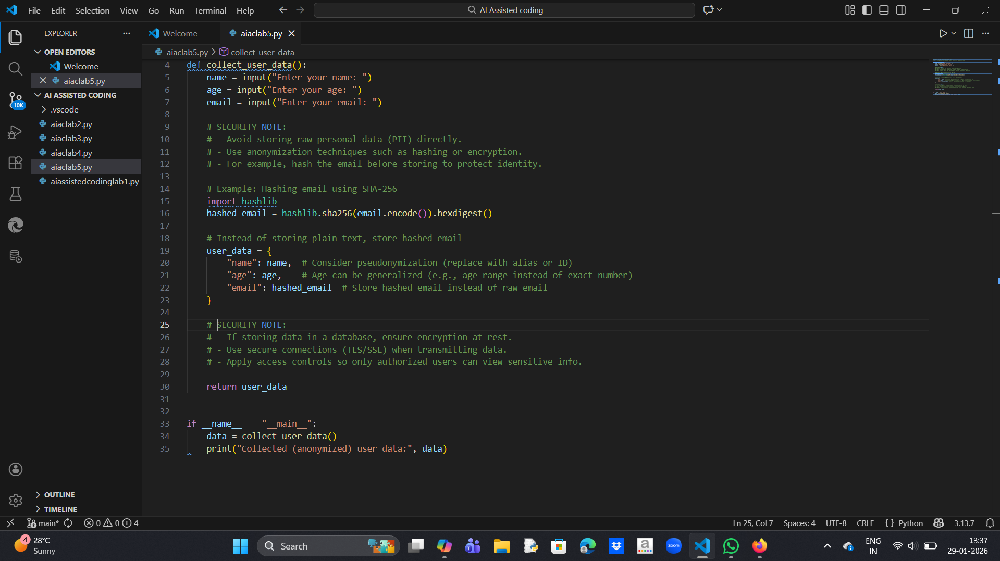 File Edit Selection View Go Run Terminal Help
AI Assisted coding
EXPLORER
OPEN EDITORS
Welcome
aiaclab5.py
AI ASSISTED CODING
.vscode
aiaclab2.py
aiaclab3.py
aiaclab4.py
aiaclab5.py
aiassistedcodinglab1.py
OUTLINE
TIMELINE
10K
Welcome
aiaclab5.py
aiaclab5.py > collect_user_data
4 def collect_user_data():
5 name = input("Enter your name: ")
6 age = input("Enter your age: ")
7 email = input("Enter your email: ")
8
9 # SECURITY NOTE:
10 # - Avoid storing raw personal data (PII) directly.
11 # - Use anonymization techniques such as hashing or encryption.
12 # - For example, hash the email before storing to protect identity.
13
14 # Example: Hashing email using SHA-256
15 import hashlib
16 hashed_email = hashlib.sha256(email.encode()).hexdigest()
17
18 # Instead of storing plain text, store hashed_email
19 user_data = {
20 "name": name, # Consider pseudonymization (replace with alias or ID)
21 "age": age, # Age can be generalized (e.g., age range instead of exact number)
22 "email": hashed_email # Store hashed email instead of raw email
23 }
24
25 # SECURITY NOTE:
26 # - If storing data in a database, ensure encryption at rest.
27 # - Use secure connections (TLS/SSL) when transmitting data.
28 # - Apply access controls so only authorized users can view sensitive info.
29
30 return user_data
31
32
33 if __name__ == "__main__":
34 data = collect_user_data()
35 print("Collected (anonymized) user data:", data)
main* 0 0 4
Ln 25, Col 7 Spaces: 4 UTF-8 CRLF { } Python 3.13.7
4
28°C
Sunny
Search
T
a
zoom
ENG
IN
13:37
29-01-2026